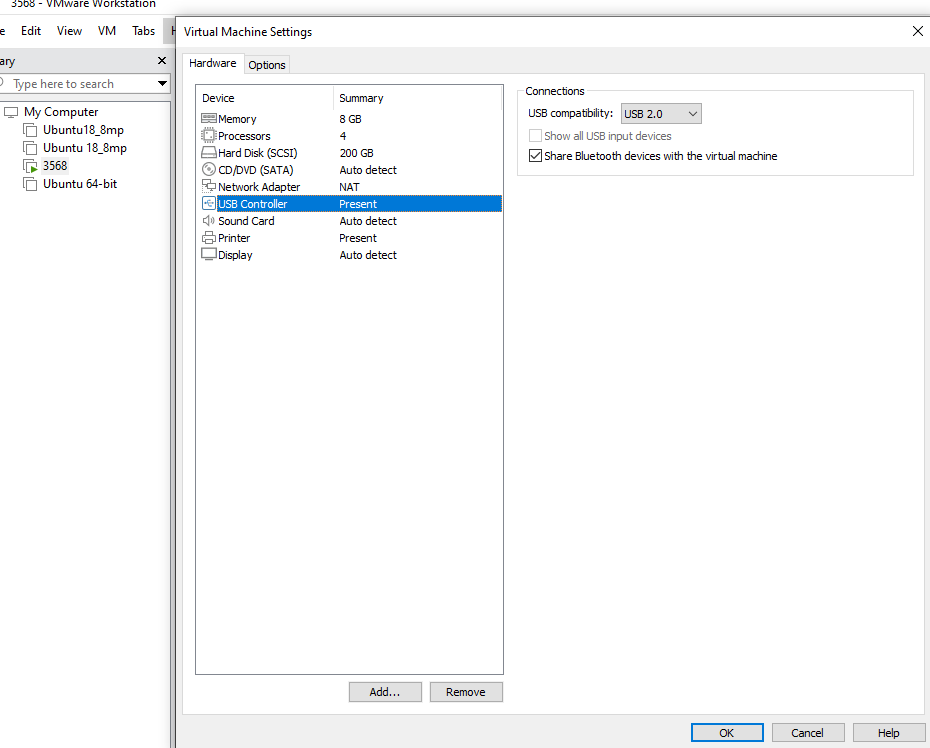 3568 - VMware Workstation
Edit View VM Tabs
Virtual Machine Settings
Hardware Options
ary
Type here to search
My Computer
Ubuntu18_8mp
Ubuntu 18_8mp
3568
Ubuntu 64-bit
Device Summary
Memory 8 GB
Processors 4
Hard Disk (SCSI) 200 GB
CD/DVD (SATA) Auto detect
Network Adapter NAT
USB Controller Present
Sound Card Auto detect
Printer Present
Display Auto detect
Connections
USB compatibility: USB 2.0
Show all USB input devices
Share Bluetooth devices with the virtual machine
Add... Remove
OK Cancel Help